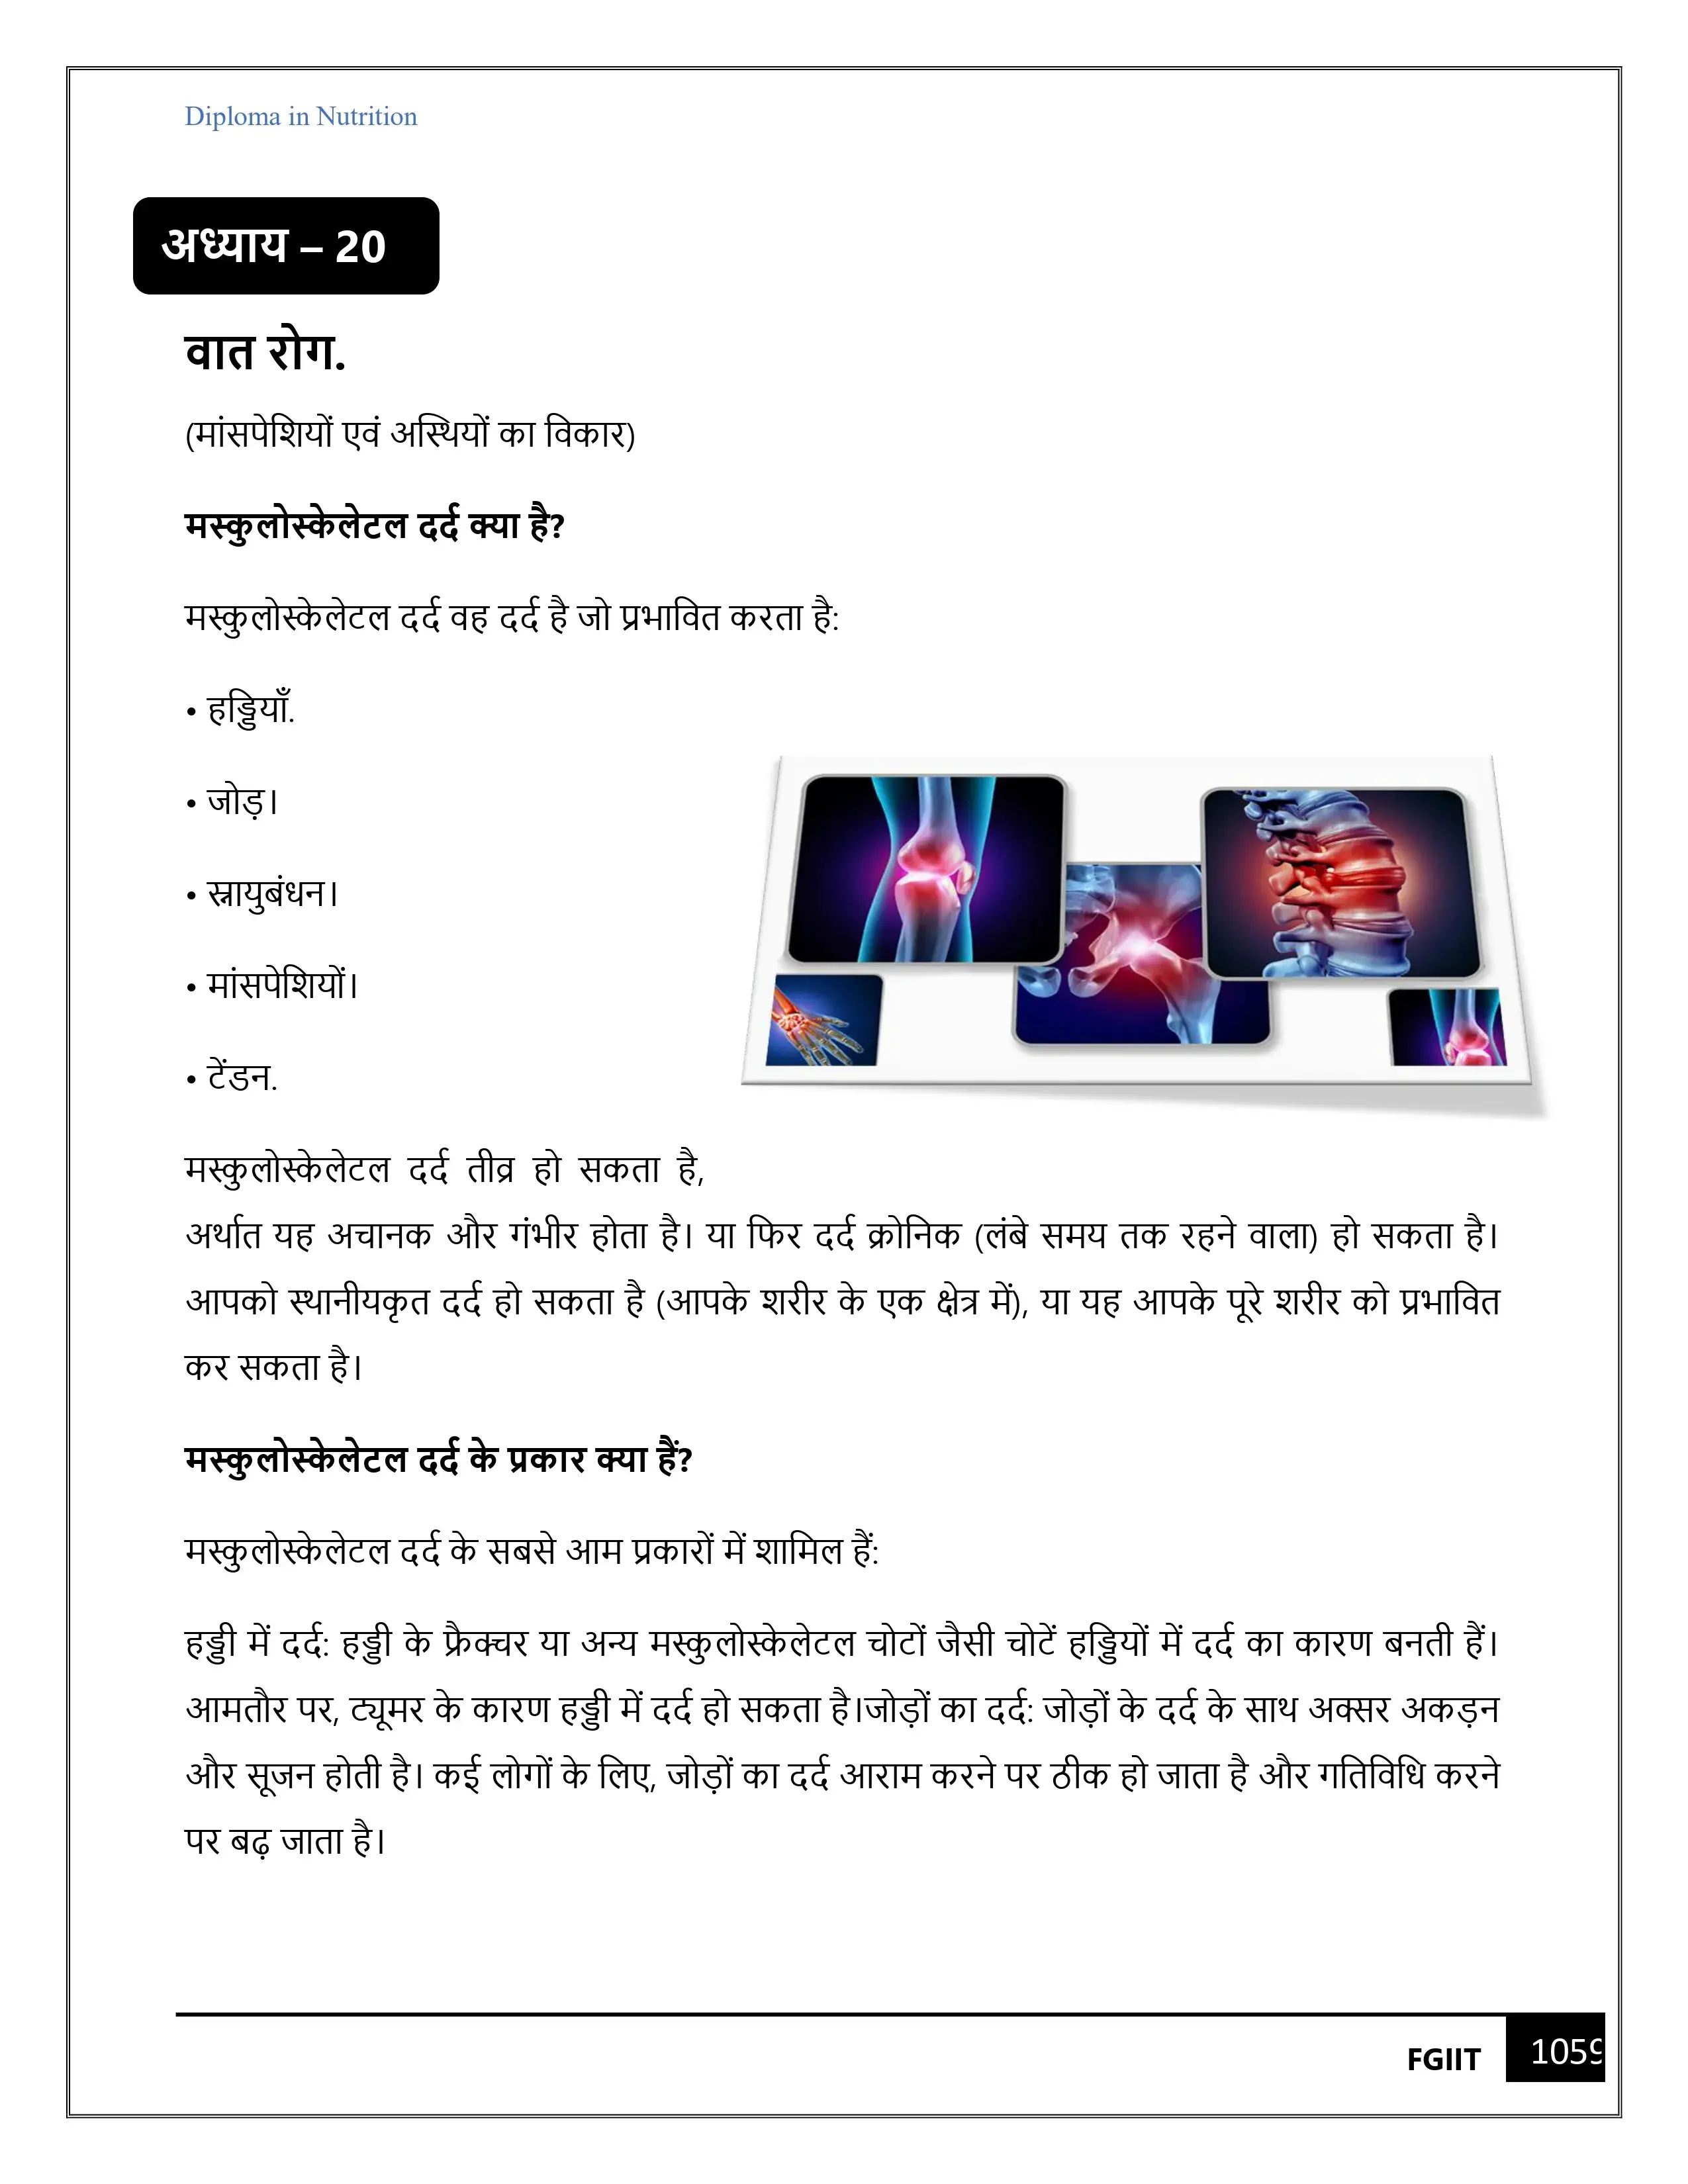 Diploma in Nutrition
अध्याय – 20
वात रोग.
(मांसपेशियों एवं अस्थियों का विकार)
मस्कुलोस्केलेटल दर्द क्या है?
मस्कुलोस्केलेटल दर्द वह दर्द है जो प्रभावित करता है:
• हड्डियाँ.
• जोड़।
• स्नायुबंधन।
• मांसपेशियों।
• टेंडन.
मस्कुलोस्केलेटल दर्द तीव्र हो सकता है,
अर्थात यह अचानक और गंभीर होता है। या फिर दर्द क्रोनिक (लंबे समय तक रहने वाला) हो सकता है।
आपको स्थानीयकृत दर्द हो सकता है (आपके शरीर के एक क्षेत्र में), या यह आपके पूरे शरीर को प्रभावित
कर सकता है।
मस्कुलोस्केलेटल दर्द के प्रकार क्या हैं?
मस्कुलोस्केलेटल दर्द के सबसे आम प्रकारों में शामिल हैं:
हड्डी में दर्द: हड्डी के फ्रैक्चर या अन्य मस्कुलोस्केलेटल चोटों जैसी चोटें हड्डियों में दर्द का कारण बनती हैं।
आमतौर पर, ट्यूमर के कारण हड्डी में दर्द हो सकता है।जोड़ों का दर्द: जोड़ों के दर्द के साथ अक्सर अकड़न
और सूजन होती है। कई लोगों के लिए, जोड़ों का दर्द आराम करने पर ठीक हो जाता है और गतिविधि करने
पर बढ़ जाता है।
FGIIT 1059